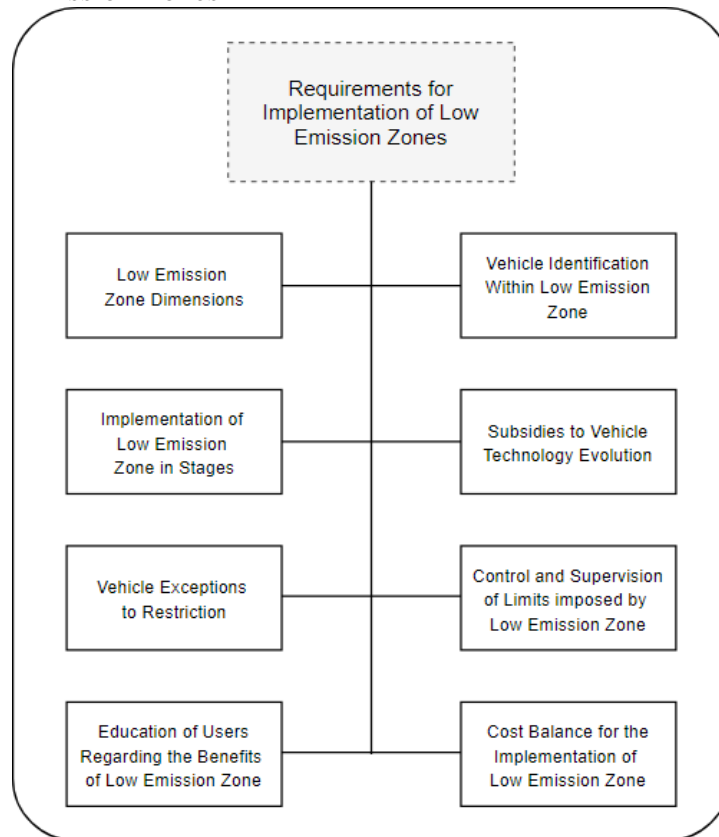 Requirements for
Implementation of Low
Emission Zones
Low Emission
Zone Dimensions
Vehicle Identification
Within Low Emission
Zone
Implementation of
Low Emission
Zone in Stages
Subsidies to Vehicle
Technology Evolution
Vehicle Exceptions
to Restriction
Control and Supervision
of Limits imposed by
Low Emission Zone
Education of Users
Regarding the Benefits
of Low Emission Zone
Cost Balance for the
Implementation of
Low Emission Zone